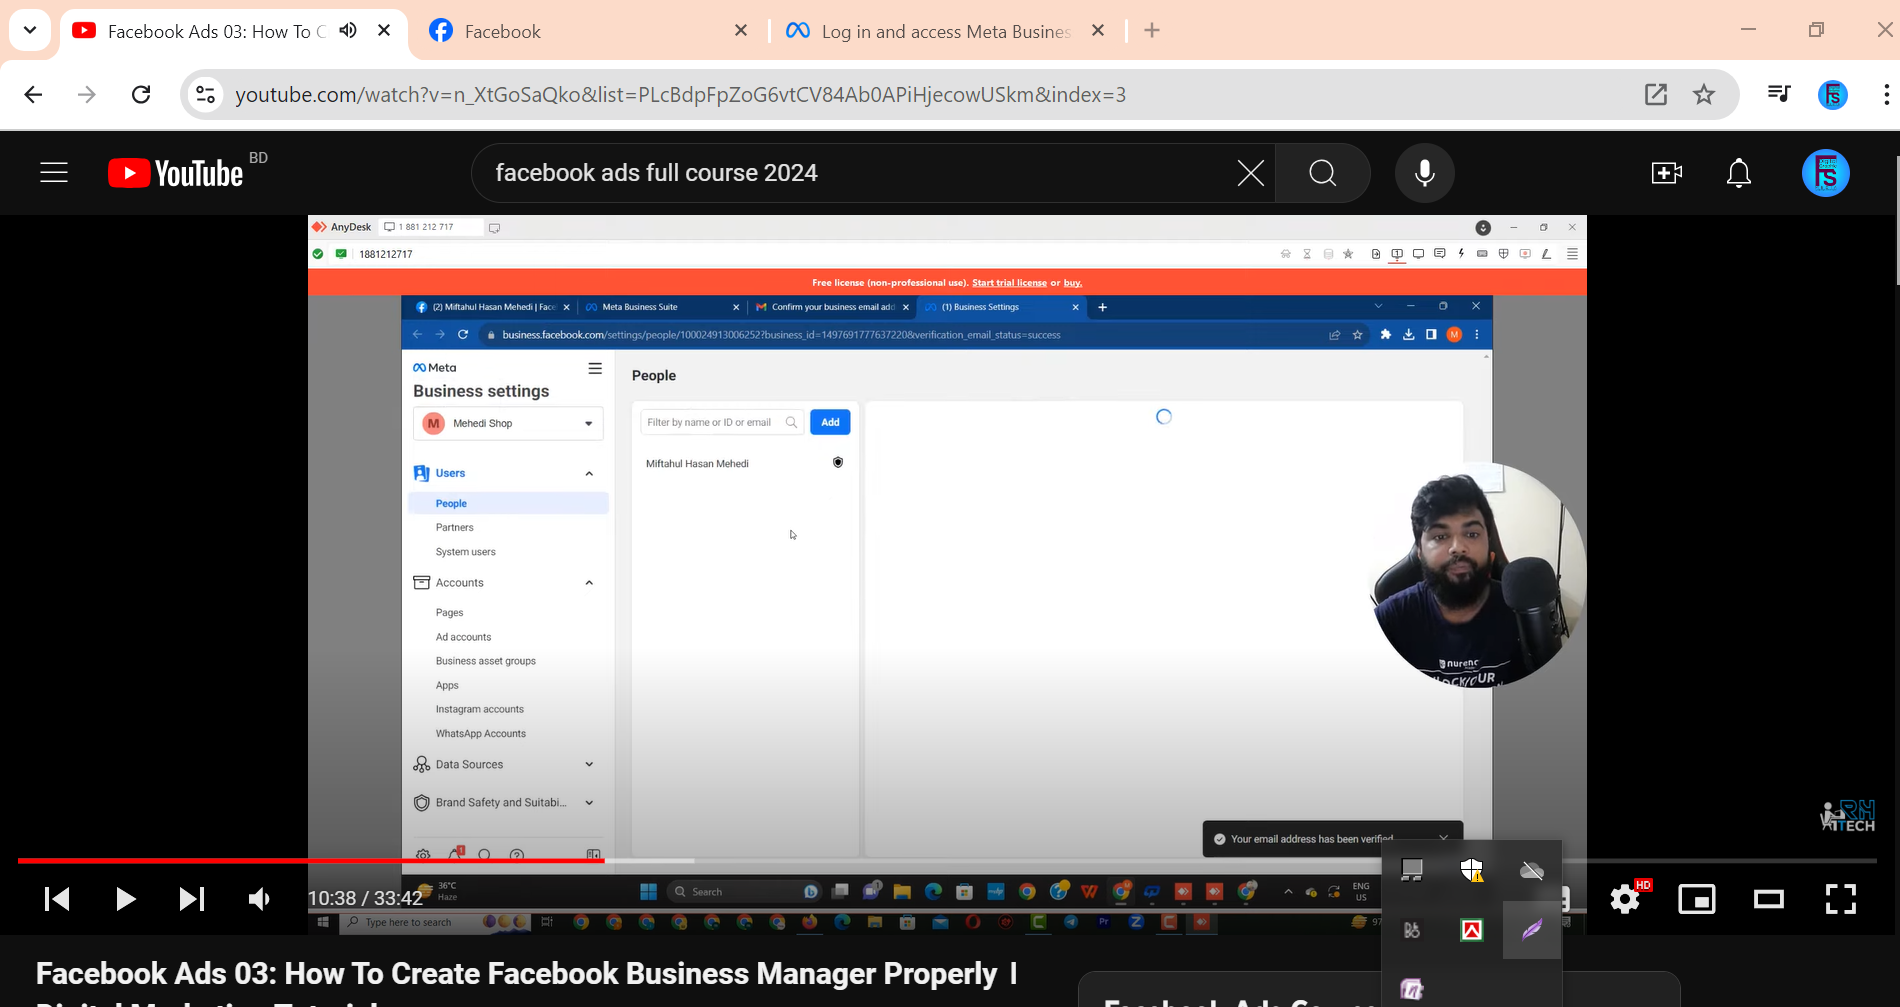 Facebook Ads 03: How To C
Facebook
Log in and access Meta Busines
youtube.com/watch?v=n_XtGoSaQko&list=PLcBdpFpZoG6vtCV84Ab0APiHjecowUSkm&index=3
YouTube BD
facebook ads full course 2024
AnyDesk
1 881 212 717
1881212717
Free license (non-professional use). Start trial license or buy.
(2) Miftahul Hasan Mehedi | Face
Meta Business Suite
Confirm your business email add
(1) Business Settings
business.facebook.com/settings/people/100024913006252?business_id=1497691777637220&verification_email_status=success
M
Meta
Business settings
M Mehedi Shop
Users
People
Partners
System users
Accounts
Pages
Ad accounts
Business asset groups
Apps
Instagram accounts
WhatsApp Accounts
Data Sources
Brand Safety and Suitabi...
People
Filter by name or ID or email
Add
Miftahul Hasan Mehedi
nurenc
Your email address has been verified
RH
TECH
10:38 / 33:42
36°C
Haze
Search
ENG
US
HD
Type here to search
Facebook Ads 03: How To Create Facebook Business Manager Properly |